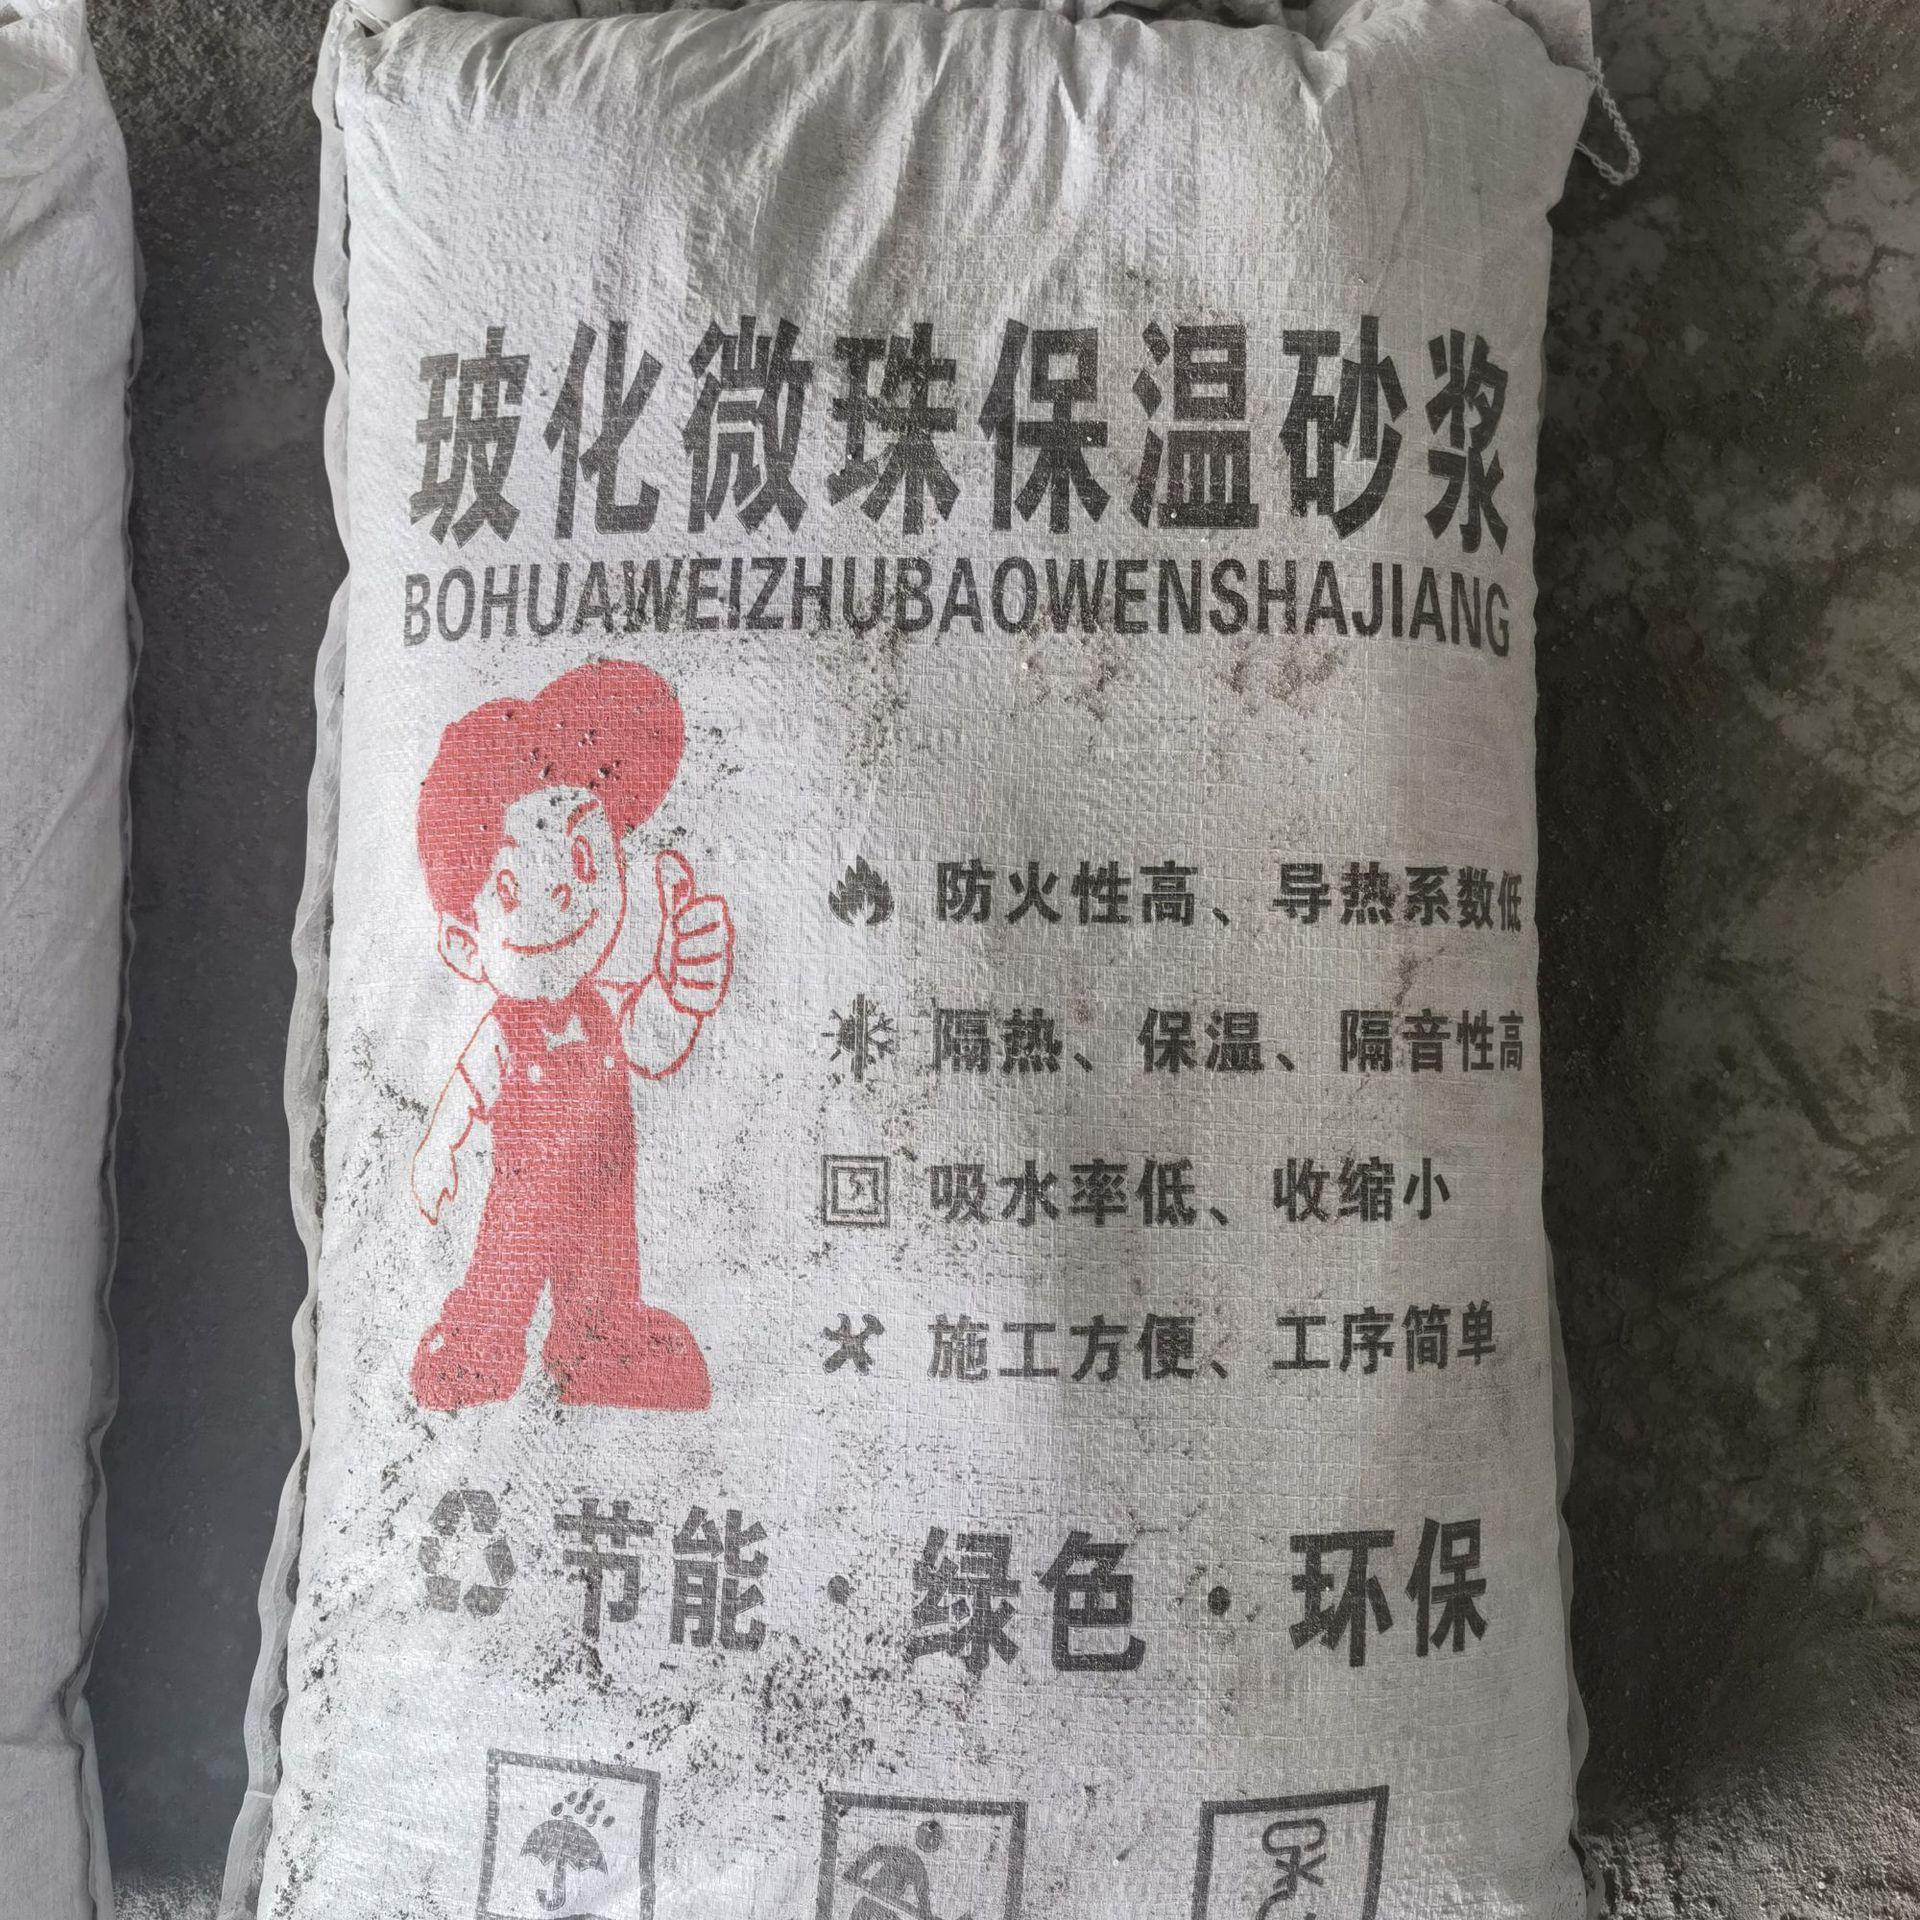 玻化微珠保温砂浆
BOHUAWEIZHUBAOWENSHAJIANG
防火性高、导热系数低
隔热、保温、隔音性高
吸水率低、收缩小
施工方便、工序简单
节能·绿色·环保